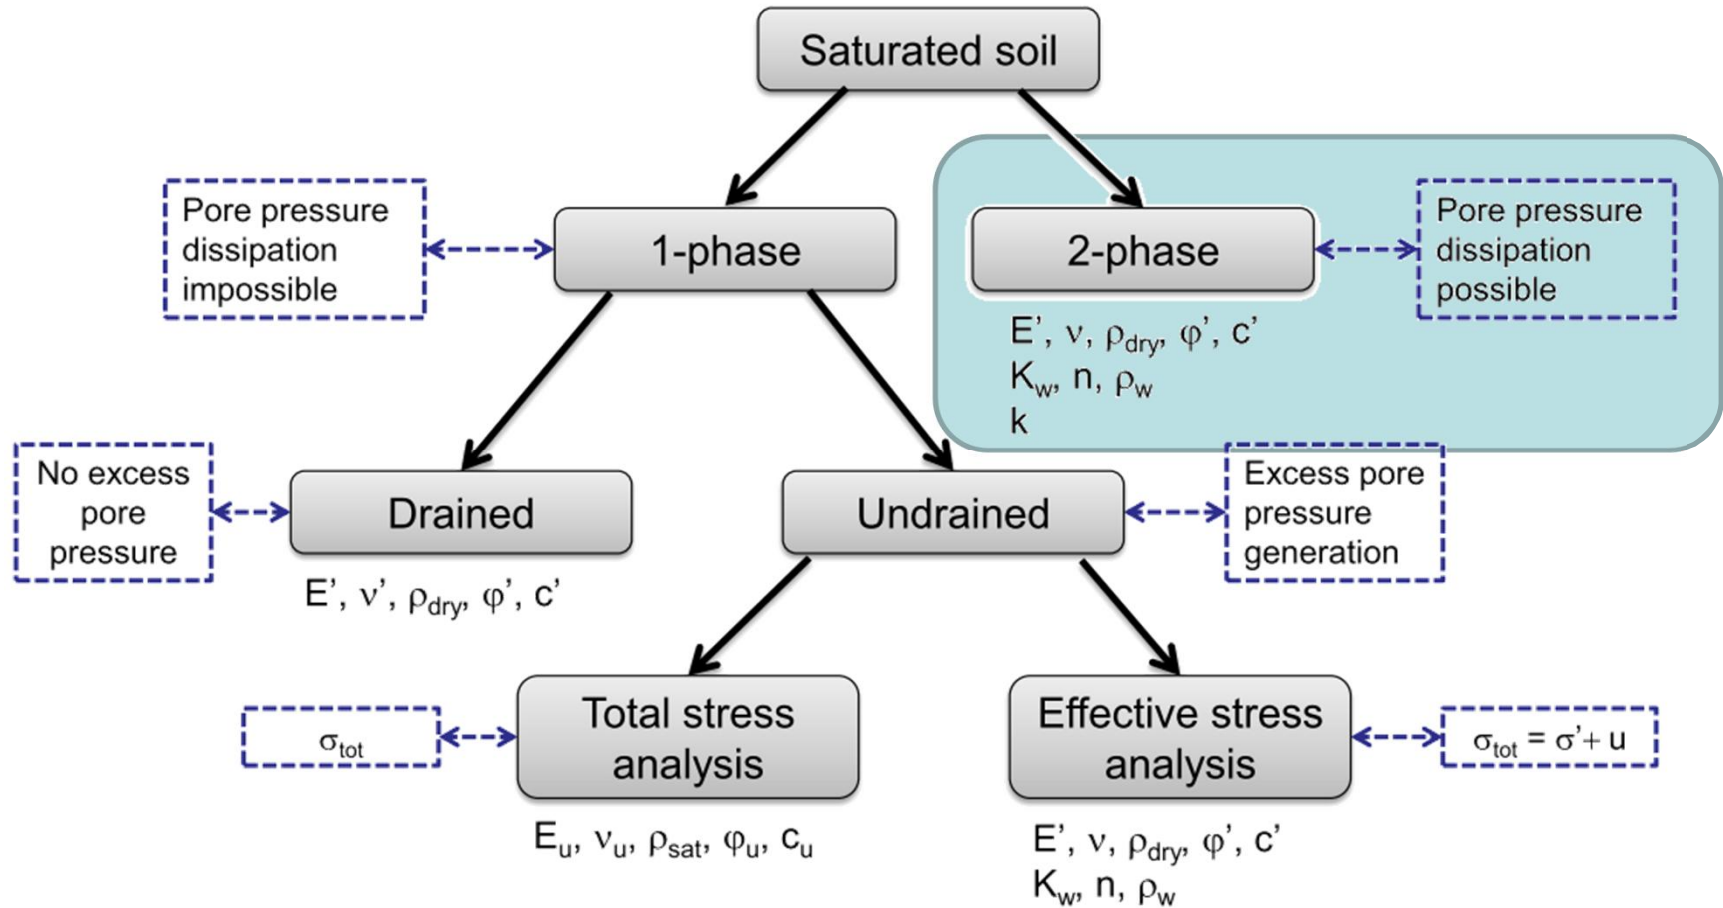 Saturated soil
Pore pressure
dissipation
impossible
1-phase
2-phase
Pore pressure
dissipation
possible
E’, ν, ρdry, φ’, c’
Kw, n, ρw
k
No excess
pore
pressure
Drained
Undrained
Excess pore
pressure
generation
E’, ν’, ρdry, φ’, c’
σtot
Total stress
analysis
Effective stress
analysis
σtot = σ’+ u
Eu, νu, ρsat, φu, cu
E’, ν, ρdry, φ’, c’
Kw, n, ρw